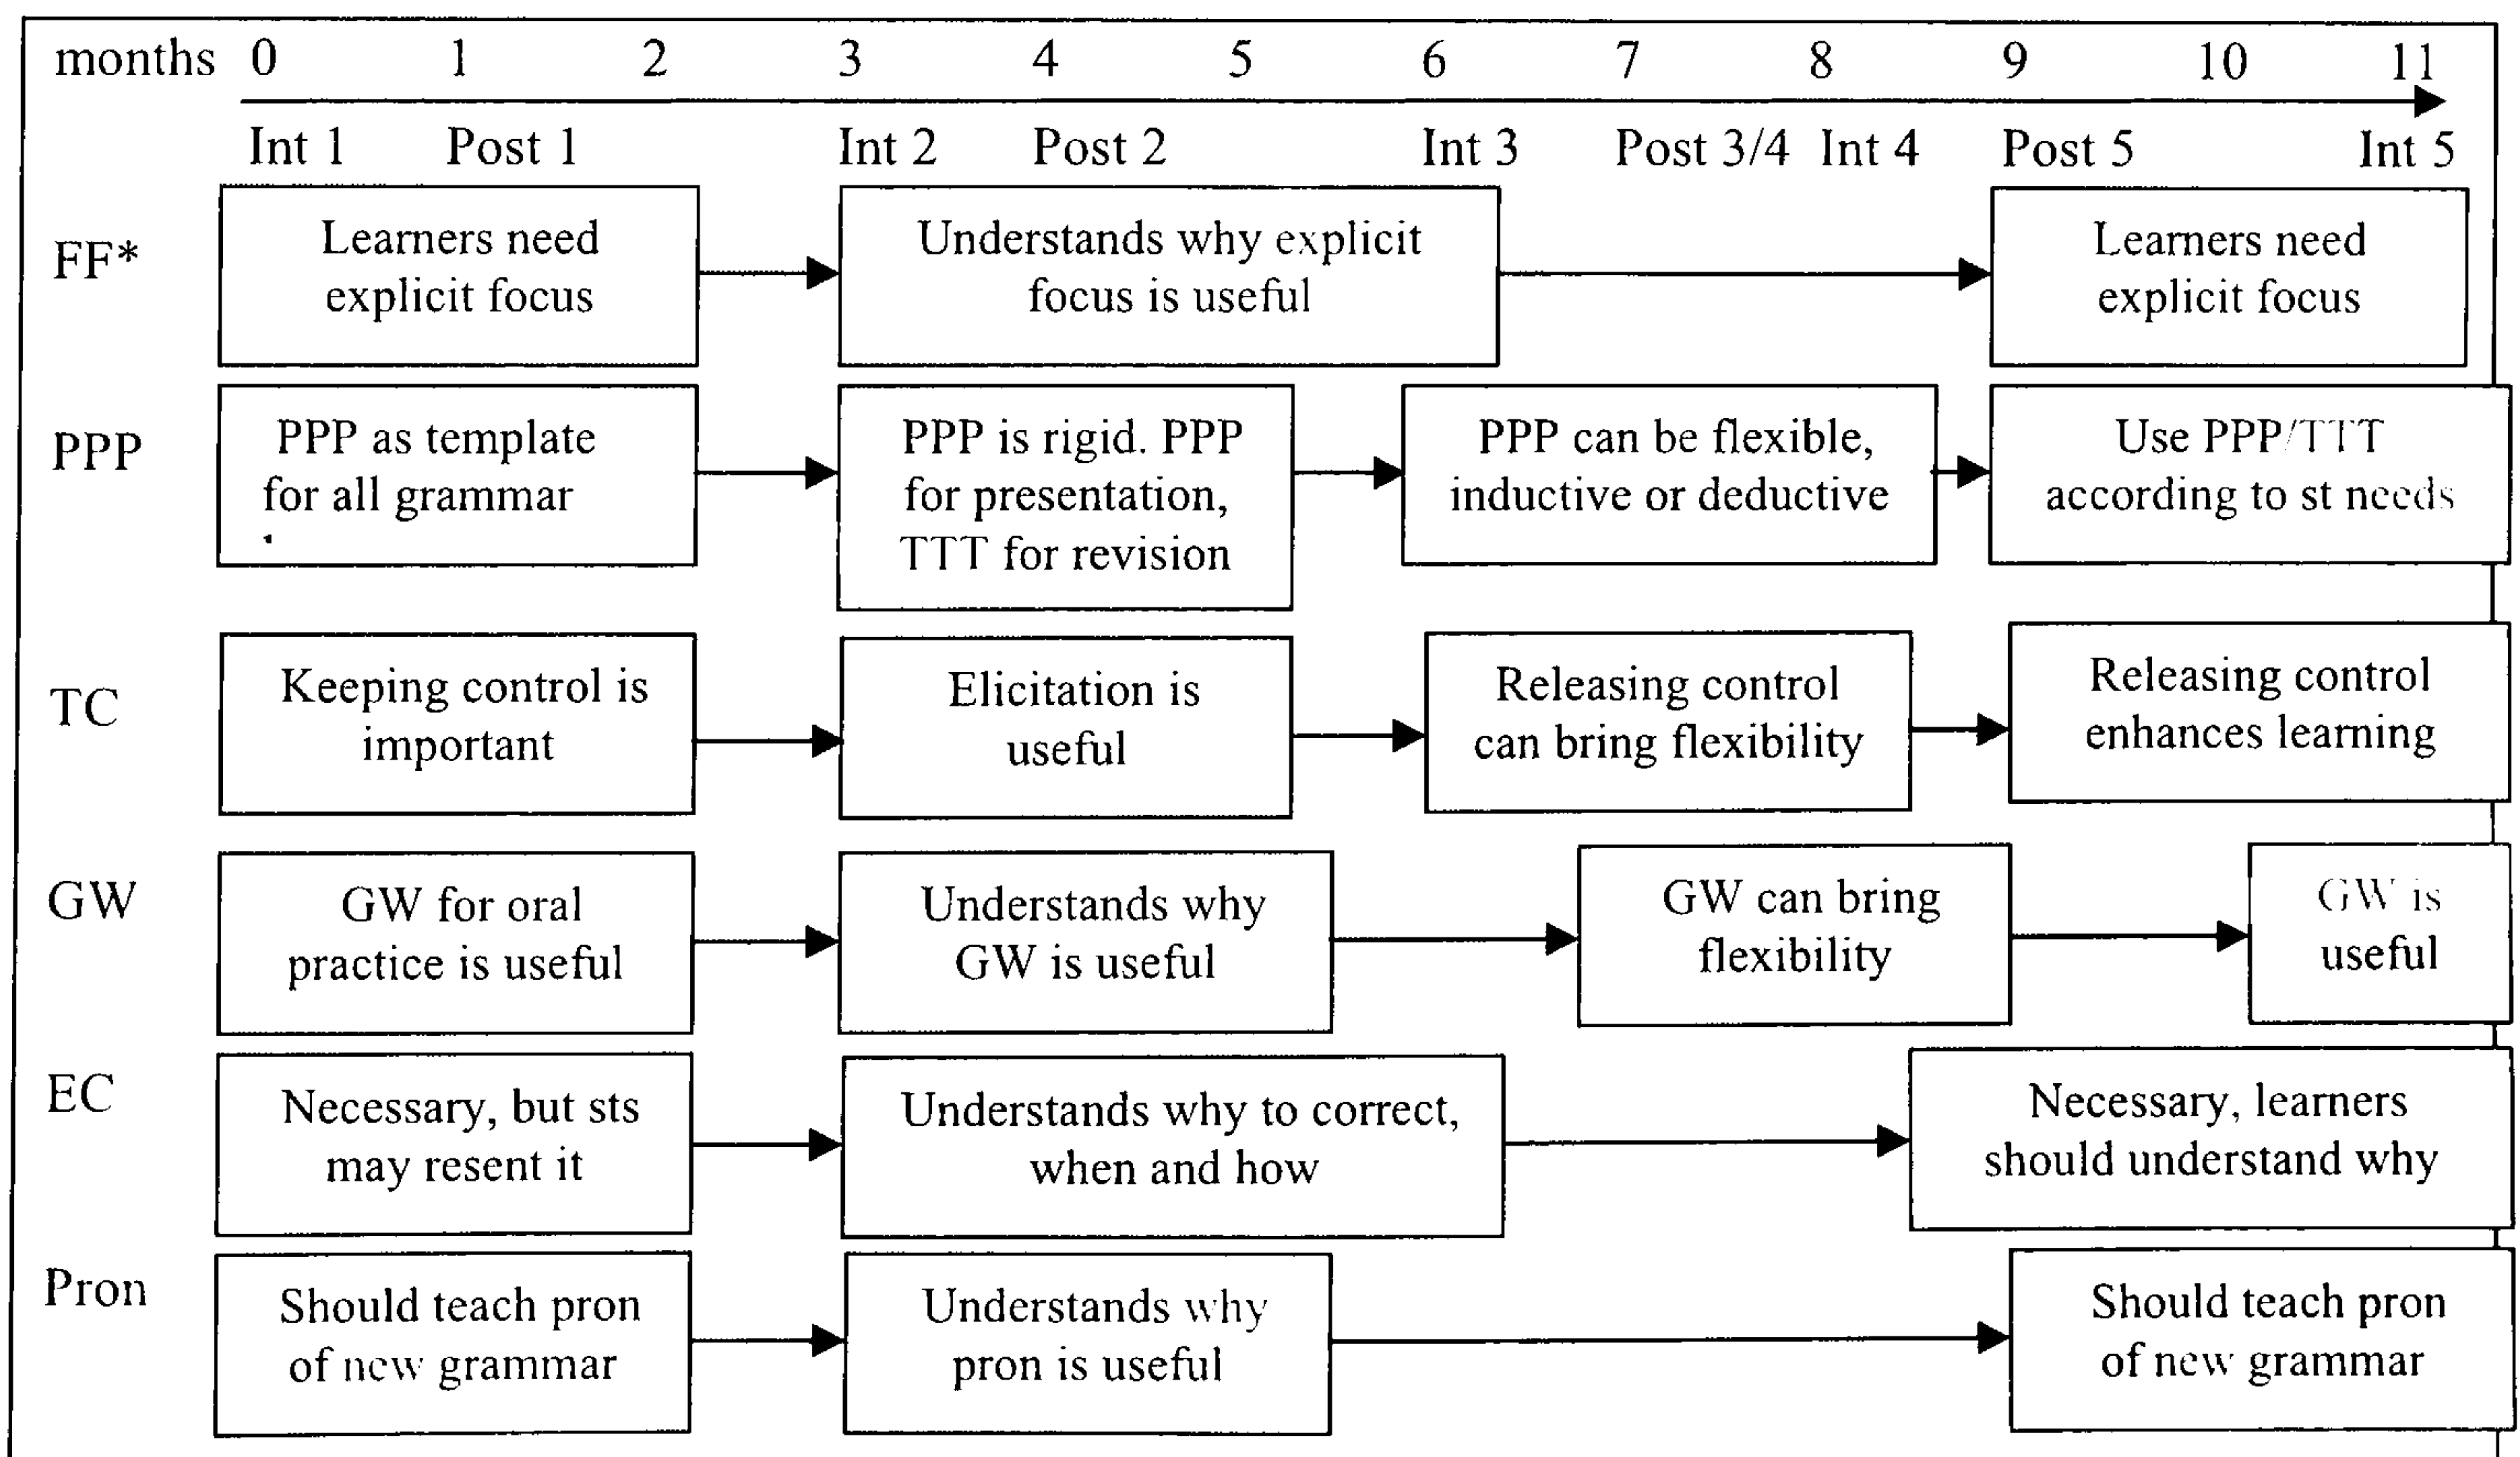 months 0 1 2 3 4 5 6 7 8 9 10 11
Int 1 Post 1 Int 2 Post 2 Int 3 Post 3/4 Int 4 Post 5 Int 5
FF*
Learners need
explicit focus
Understands why explicit
focus is useful
Learners need
explicit focus
PPP
PPP as template
for all grammar
PPP is rigid. PPP
for presentation,
TTT for revision
PPP can be flexible,
inductive or deductive
Use PPP/TTT
according to st needs
TC
Keeping control is
important
Elicitation is
useful
Releasing control
can bring flexibility
Releasing control
enhances learning
GW
GW for oral
practice is useful
Understands why
GW is useful
GW can bring
flexibility
GW is
useful
EC
Necessary, but sts
may resent it
Understands why to correct,
when and how
Necessary, learners
should understand why
Pron
Should teach pron
of new grammar
Understands why
pron is useful
Should teach pron
of new grammar